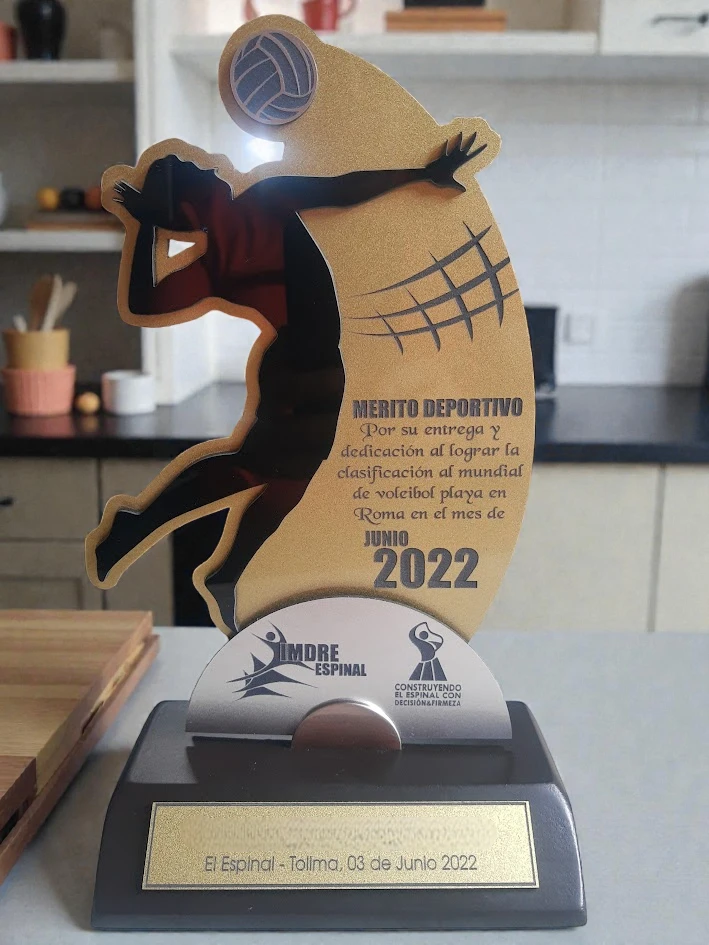 MERITO DEPORTIVO
Por su entrega y
dedicación al lograr la
clasificación al mundial
de voleibol playa en
Roma en el mes de
JUNIO
2022
IMDRE
ESPINAL
CONSTRUYENDO
EL ESPINAL CON
DECISIÓN&FIRMEZA
El Espinal - Tolima, 03 de Junio 2022